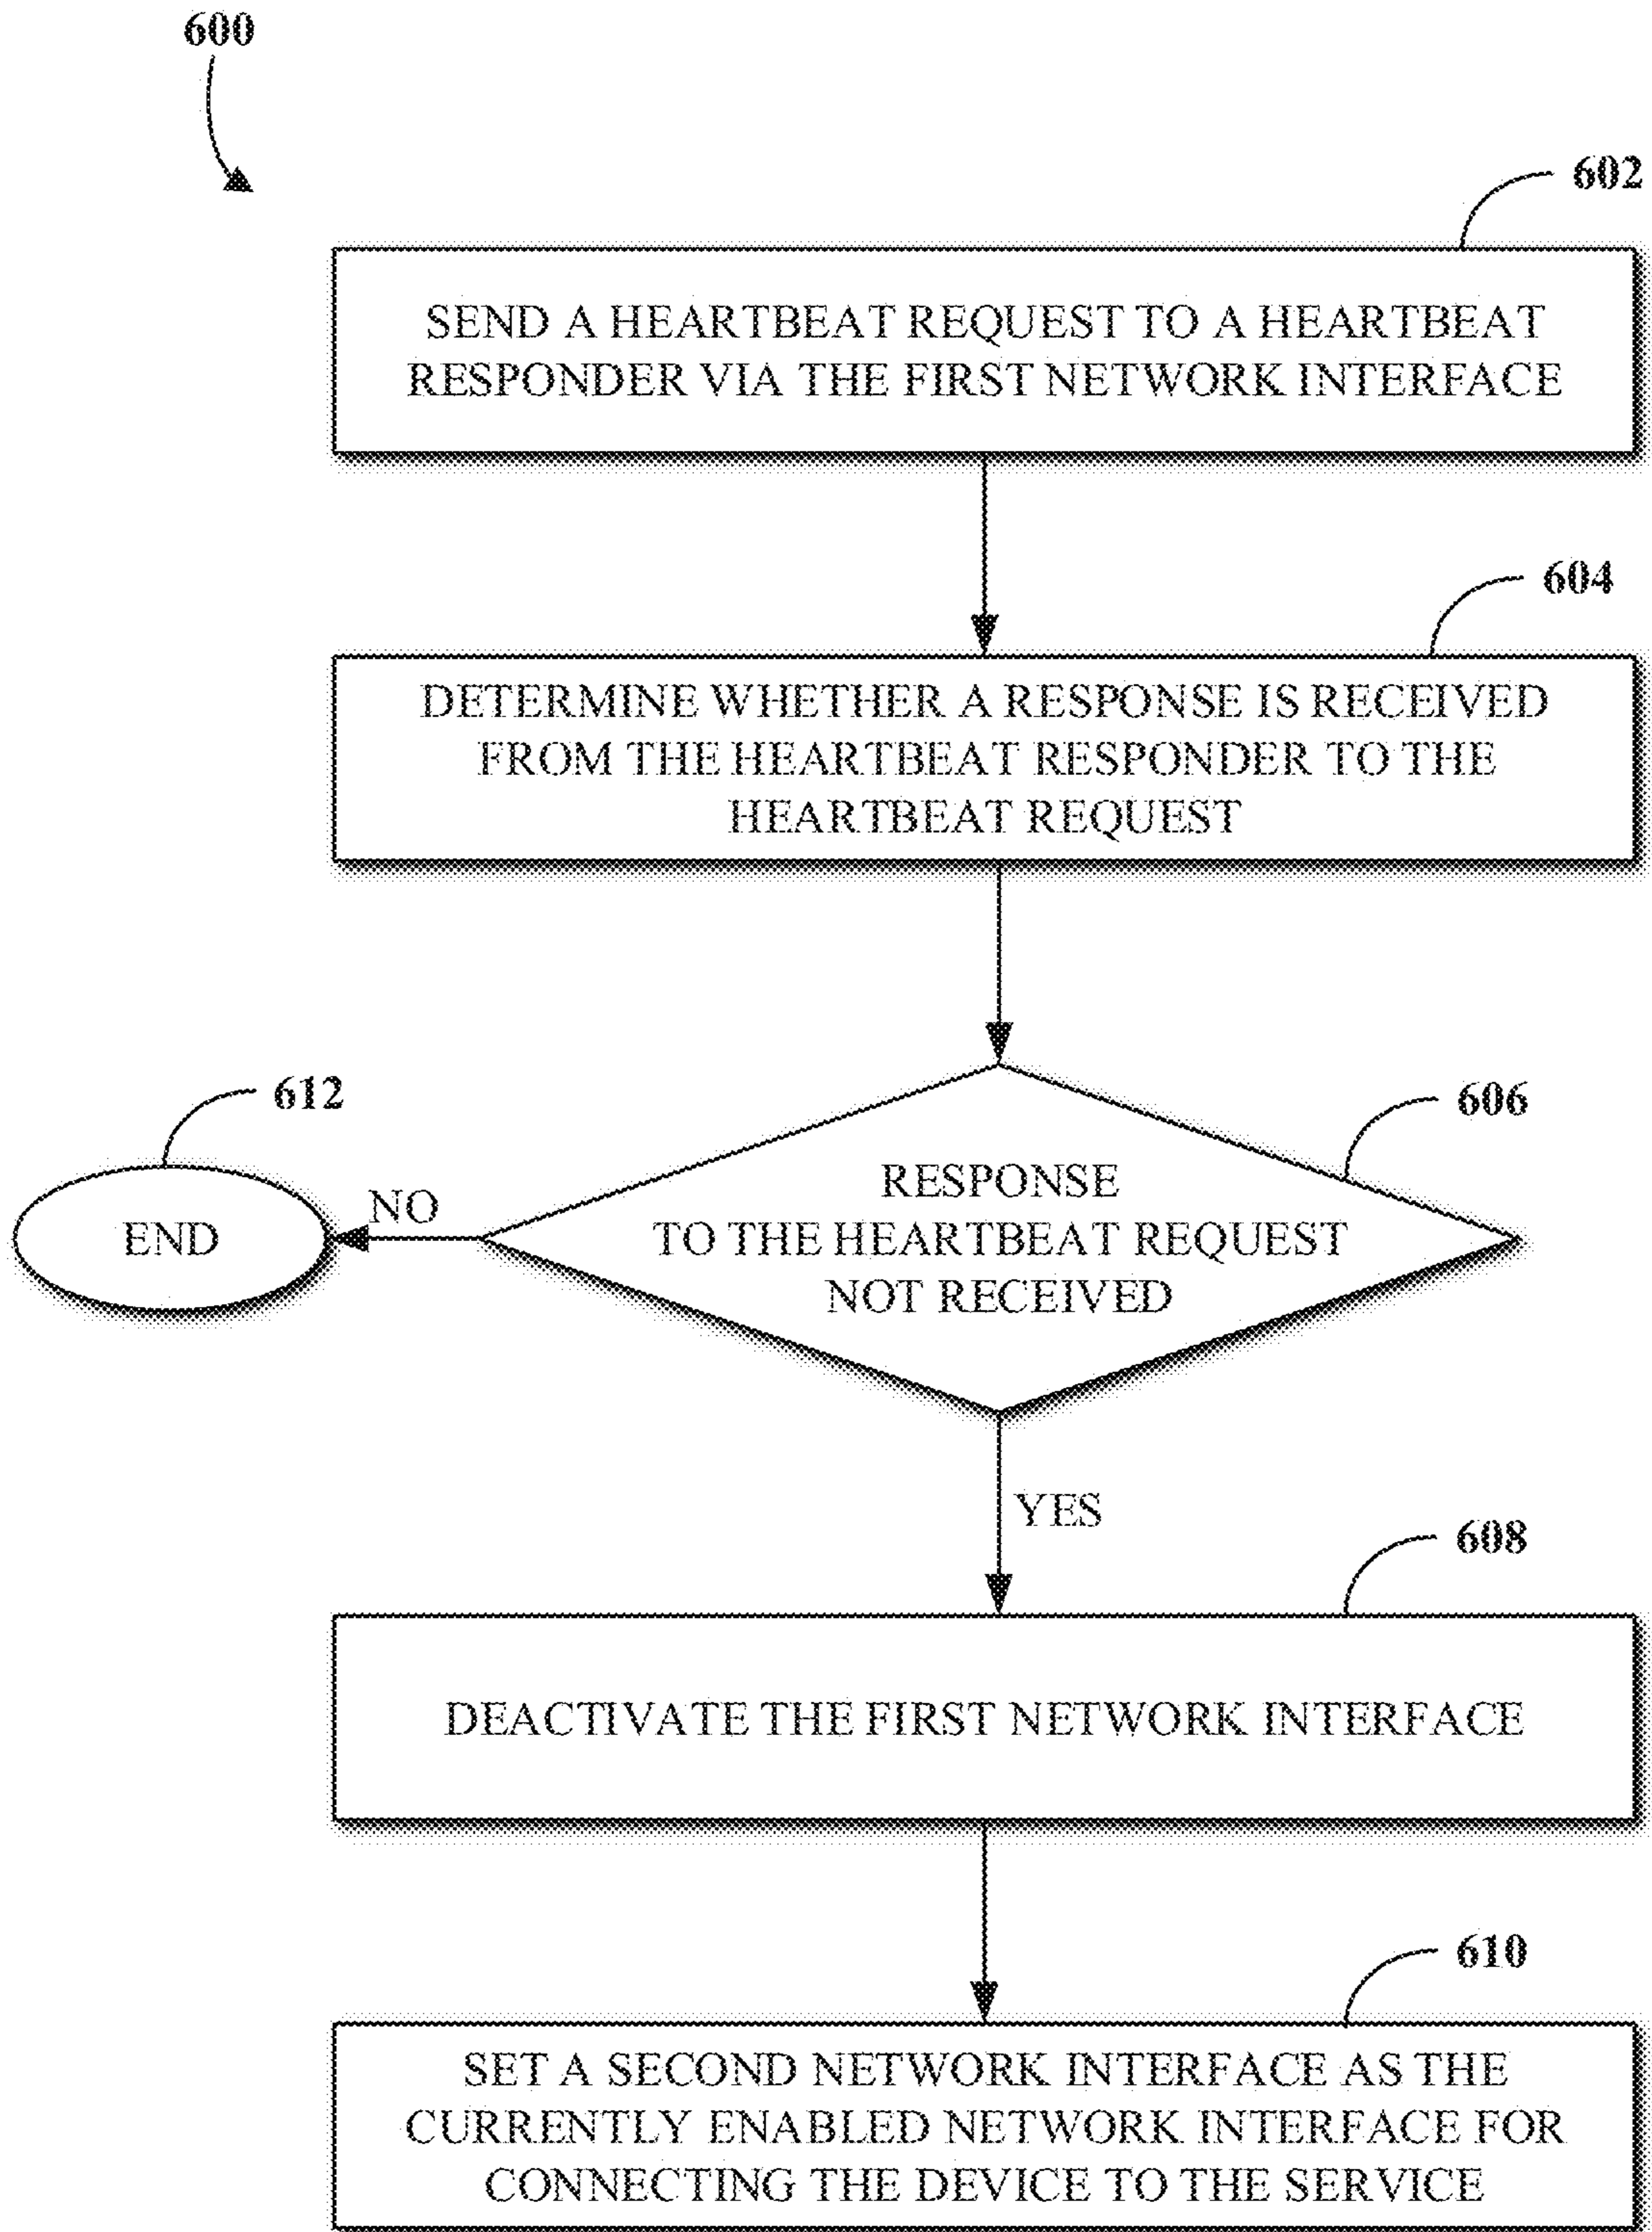 600
602
SEND A HEARTBEAT REQUEST TO A HEARTBEAT
RESPONDER VIA THE FIRST NETWORK INTERFACE
604
DETERMINE WHETHER A RESPONSE IS RECEIVED
FROM THE HEARTBEAT RESPONDER TO THE
HEARTBEAT REQUEST
612
606
END
NO
RESPONSE
TO THE HEARTBEAT REQUEST
NOT RECEIVED
YES
608
DEACTIVATE THE FIRST NETWORK INTERFACE
610
SET A SECOND NETWORK INTERFACE AS THE
CURRENTLY ENABLED NETWORK INTERFACE FOR
CONNECTING THE DEVICE TO THE SERVICE